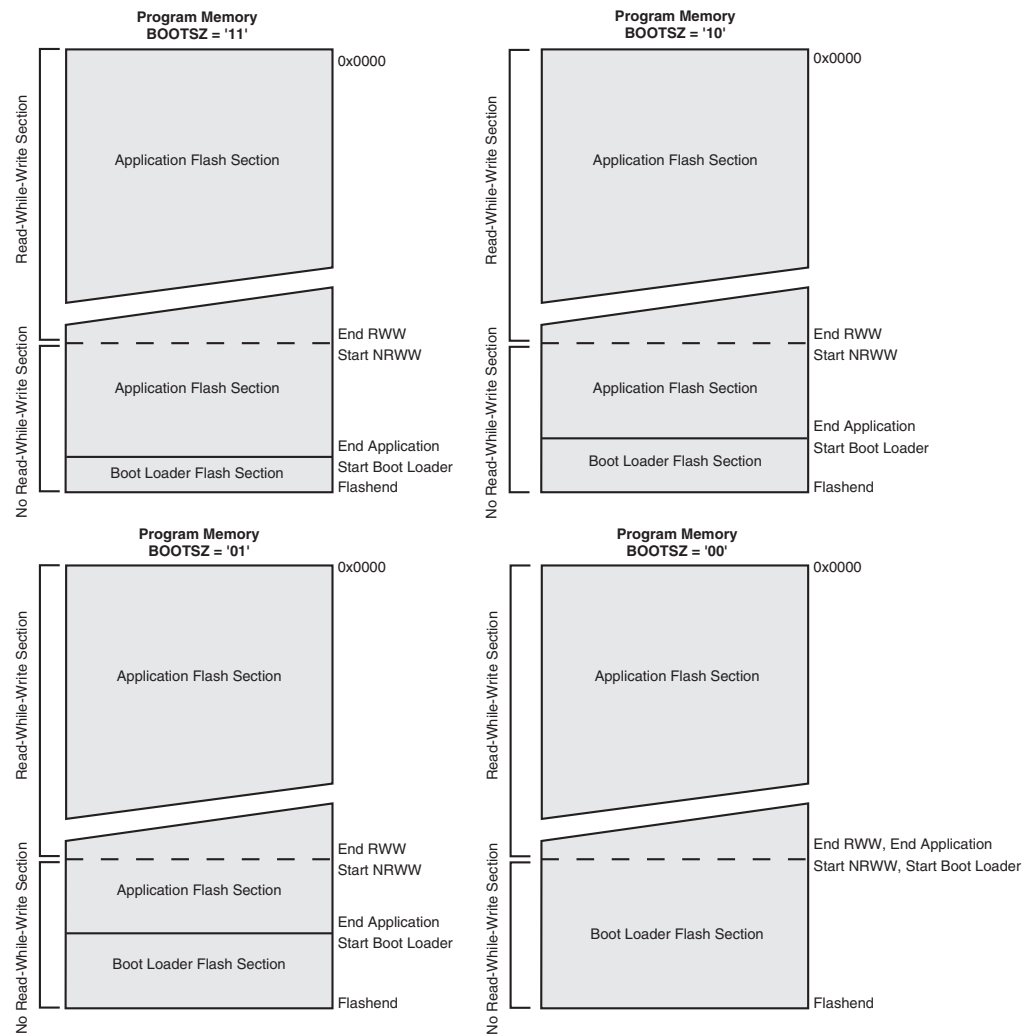 Program Memory
BOOTSZ = '11'
0x0000
Read-While-Write Section
Application Flash Section
End RWW
Start NRWW
No Read-While-Write Section
Application Flash Section
End Application
Start Boot Loader
Boot Loader Flash Section
Flashend
Program Memory
BOOTSZ = '10'
0x0000
Read-While-Write Section
Application Flash Section
End RWW
Start NRWW
No Read-While-Write Section
Application Flash Section
End Application
Start Boot Loader
Boot Loader Flash Section
Flashend
Program Memory
BOOTSZ = '01'
0x0000
Read-While-Write Section
Application Flash Section
End RWW
Start NRWW
No Read-While-Write Section
Application Flash Section
End Application
Start Boot Loader
Boot Loader Flash Section
Flashend
Program Memory
BOOTSZ = '00'
0x0000
Read-While-Write Section
Application Flash Section
End RWW, End Application
Start NRWW, Start Boot Loader
No Read-While-Write Section
Boot Loader Flash Section
Flashend